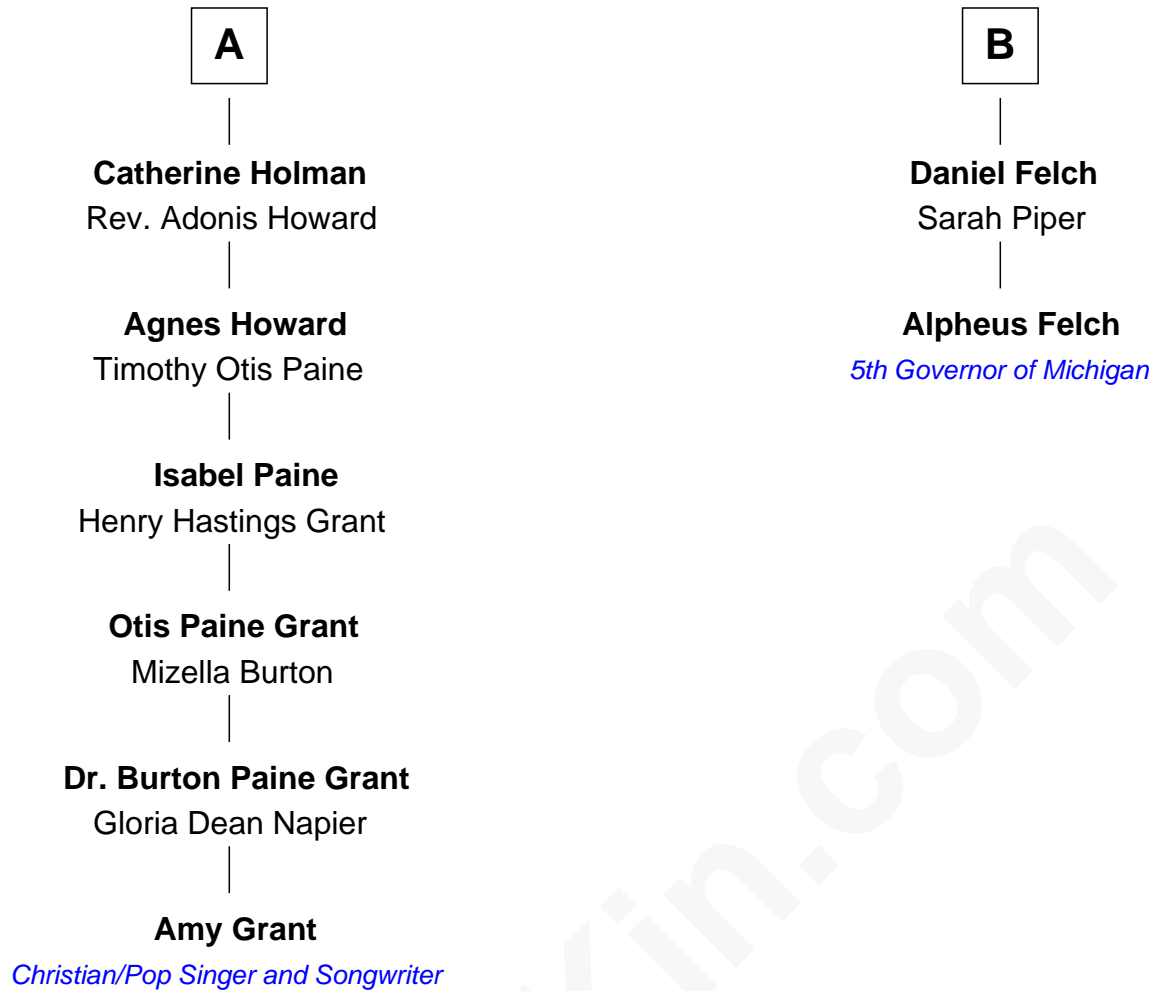 A
Catherine Holman
Rev. Adonis Howard
Agnes Howard
Timothy Otis Paine
Isabel Paine
Henry Hastings Grant
Otis Paine Grant
Mizella Burton
Dr. Burton Paine Grant
Gloria Dean Napier
Amy Grant
Christian/Pop Singer and Songwriter
B
Daniel Felch
Sarah Piper
Alpheus Felch
5th Governor of Michigan
Kin.com